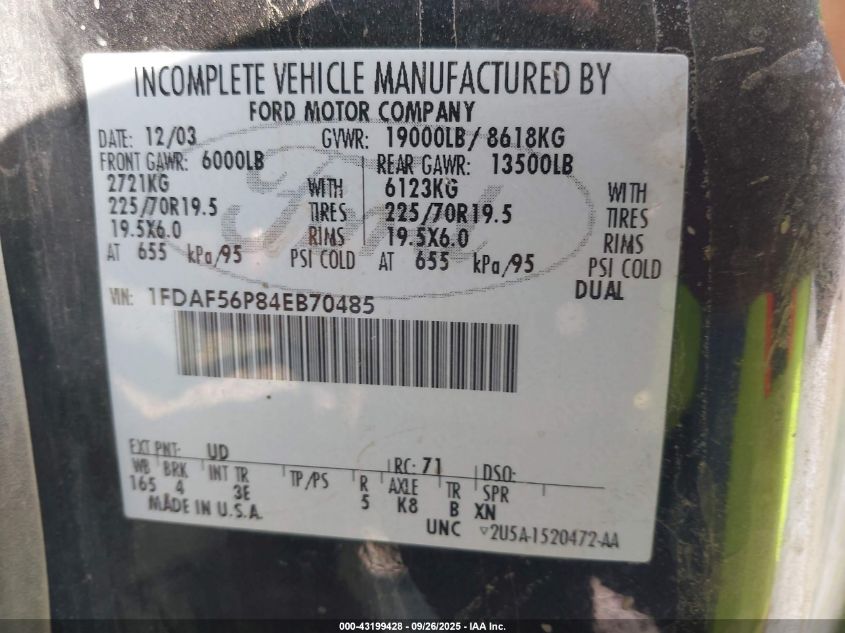 INCOMPLETE VEHICLE MANUFACTURED BY
FORD MOTOR COMPANY
DATE: 12/03 GVWR: 19000LB/ 8618KG
FRONT GAWR: 6000LB REAR GAWR: 13500LB
2721KG WITH 6123KG WITH
225/70R19.5 TIRES 225/70R19.5 TIRES
19.5X6.0 RIMS 19.5X6.0 RIMS
AT 655 kPa/95 PSI COLD AT 655 kPa/95 PSI COLD
DUAL
VIN: 1FDAF56P84EB70485
EXT PNT: UD RC: 71 DSO:
WB BRK INT TR TP/PS R AXLE TR SPR
165 4 3E 5 K8 B XN
MADE IN U.S.A. UNC 2U5A-1520472-AA
Ford
000-43199428 - 09/26/2025 - IAA Inc.